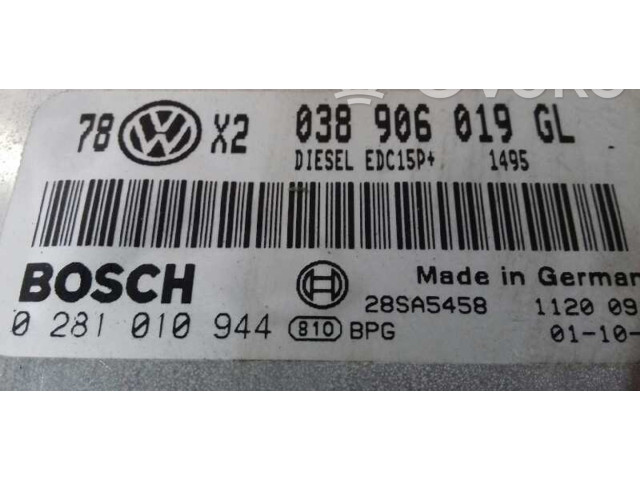 78 VW X2 038 906 019 GL
DIESEL EDC15P+ 1495
BOSCH Made in German
28SA5458 1120 09
0 281 010 944 810 BPG 01-10-